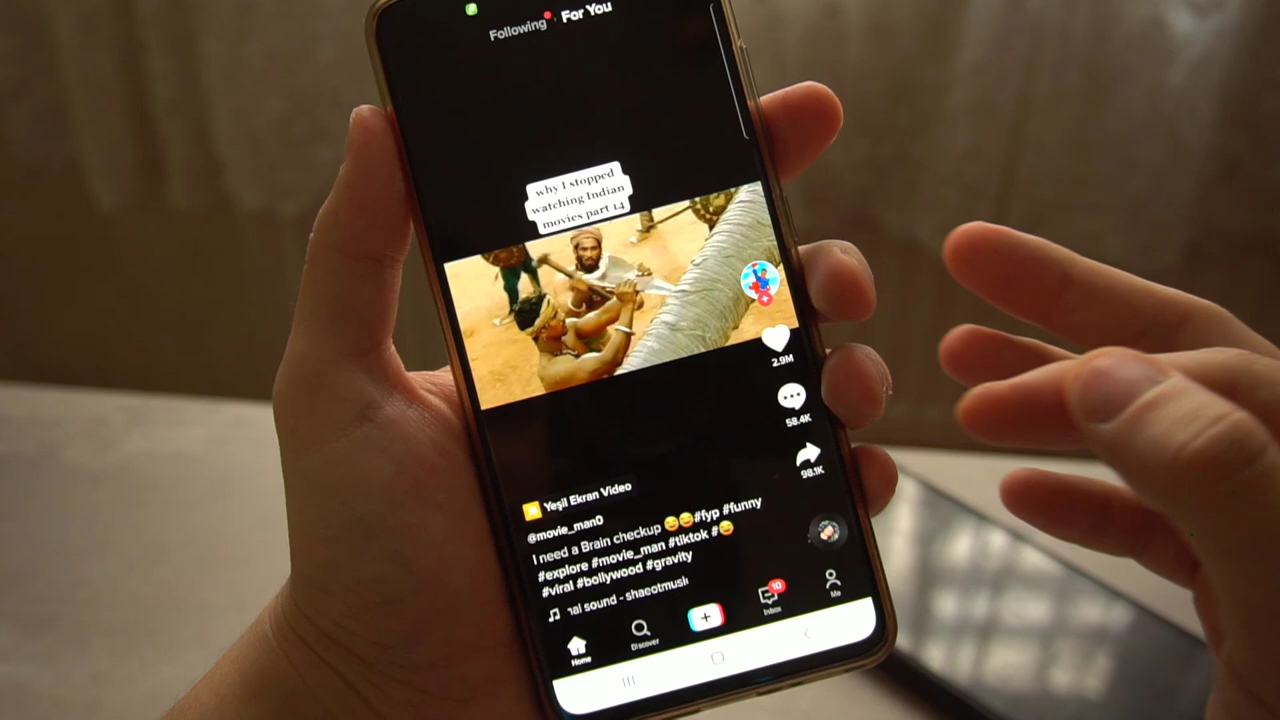 Following
For You
why I stopped
watching Indian
movies part 14
2.9M
58.4K
98.1K
Yeşil Ekran Video
@movie_man0
I need a Brain checkup 😂😂#fyp #funny
#explore #movie_man #tiktok #😂
#viral #bollywood #gravity
nal sound - shaeotmusic
Home
Discover
10
Inbox
Me